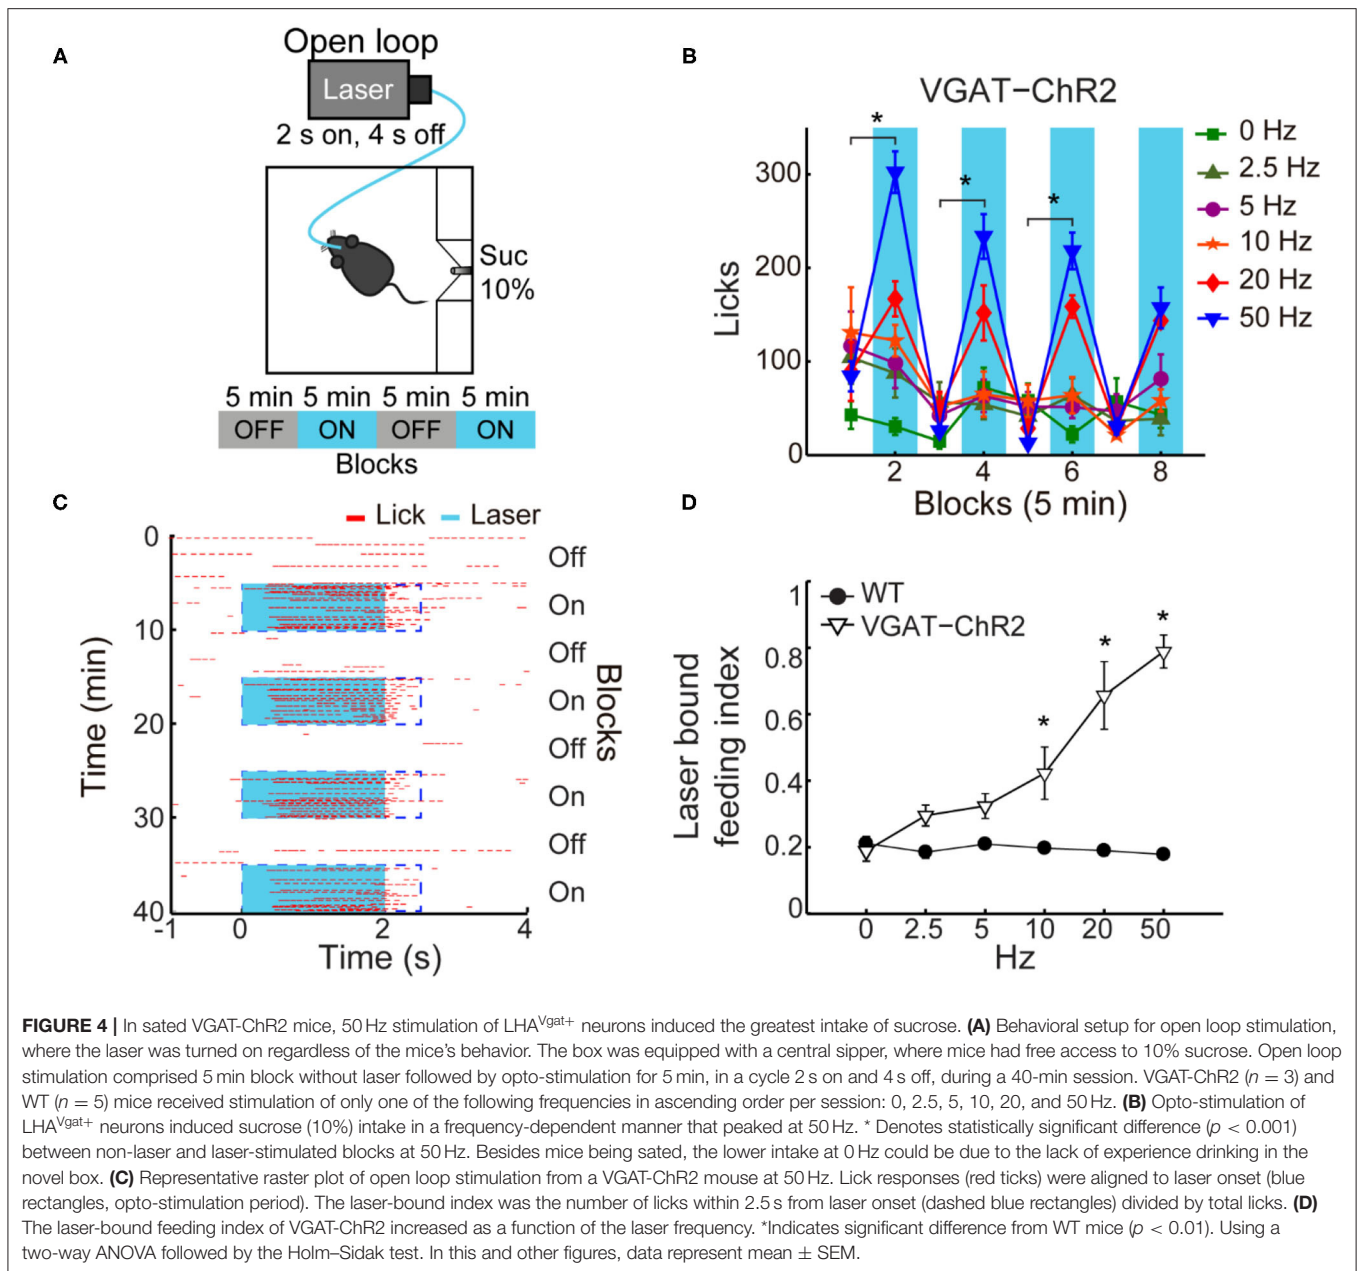 A
Open loop
Laser
2 s on, 4 s off
Suc
10%
5 min 5 min 5 min 5 min
OFF ON OFF ON
Blocks
B
VGAT−ChR2
Licks
300
200
100
0
* * *
2 4 6 8
Blocks (5 min)
0 Hz
2.5 Hz
5 Hz
10 Hz
20 Hz
50 Hz
C
Lick Laser
Time (min)
0
10
20
30
40
Off
On
Off
On
Off
On
Off
On
Blocks
-1 0 2 4
Time (s)
D
WT
VGAT−ChR2
Laser bound
feeding index
1
0.8
0.6
0.4
0.2
0
* * *
0 2.5 5 10 20 50
Hz
FIGURE 4 | In sated VGAT-ChR2 mice, 50 Hz stimulation of LHA^Vgat+ neurons induced the greatest intake of sucrose. (A) Behavioral setup for open loop stimulation,
where the laser was turned on regardless of the mice's behavior. The box was equipped with a central sipper, where mice had free access to 10% sucrose. Open loop
stimulation comprised 5 min block without laser followed by opto-stimulation for 5 min, in a cycle 2 s on and 4 s off, during a 40-min session. VGAT-ChR2 (n = 3) and
WT (n = 5) mice received stimulation of only one of the following frequencies in ascending order per session: 0, 2.5, 5, 10, 20, and 50 Hz. (B) Opto-stimulation of
LHA^Vgat+ neurons induced sucrose (10%) intake in a frequency-dependent manner that peaked at 50 Hz. * Denotes statistically significant difference (p < 0.001)
between non-laser and laser-stimulated blocks at 50 Hz. Besides mice being sated, the lower intake at 0 Hz could be due to the lack of experience drinking in the
novel box. (C) Representative raster plot of open loop stimulation from a VGAT-ChR2 mouse at 50 Hz. Lick responses (red ticks) were aligned to laser onset (blue
rectangles, opto-stimulation period). The laser-bound index was the number of licks within 2.5 s from laser onset (dashed blue rectangles) divided by total licks. (D)
The laser-bound feeding index of VGAT-ChR2 increased as a function of the laser frequency. *Indicates significant difference from WT mice (p < 0.01). Using a
two-way ANOVA followed by the Holm–Sidak test. In this and other figures, data represent mean ± SEM.